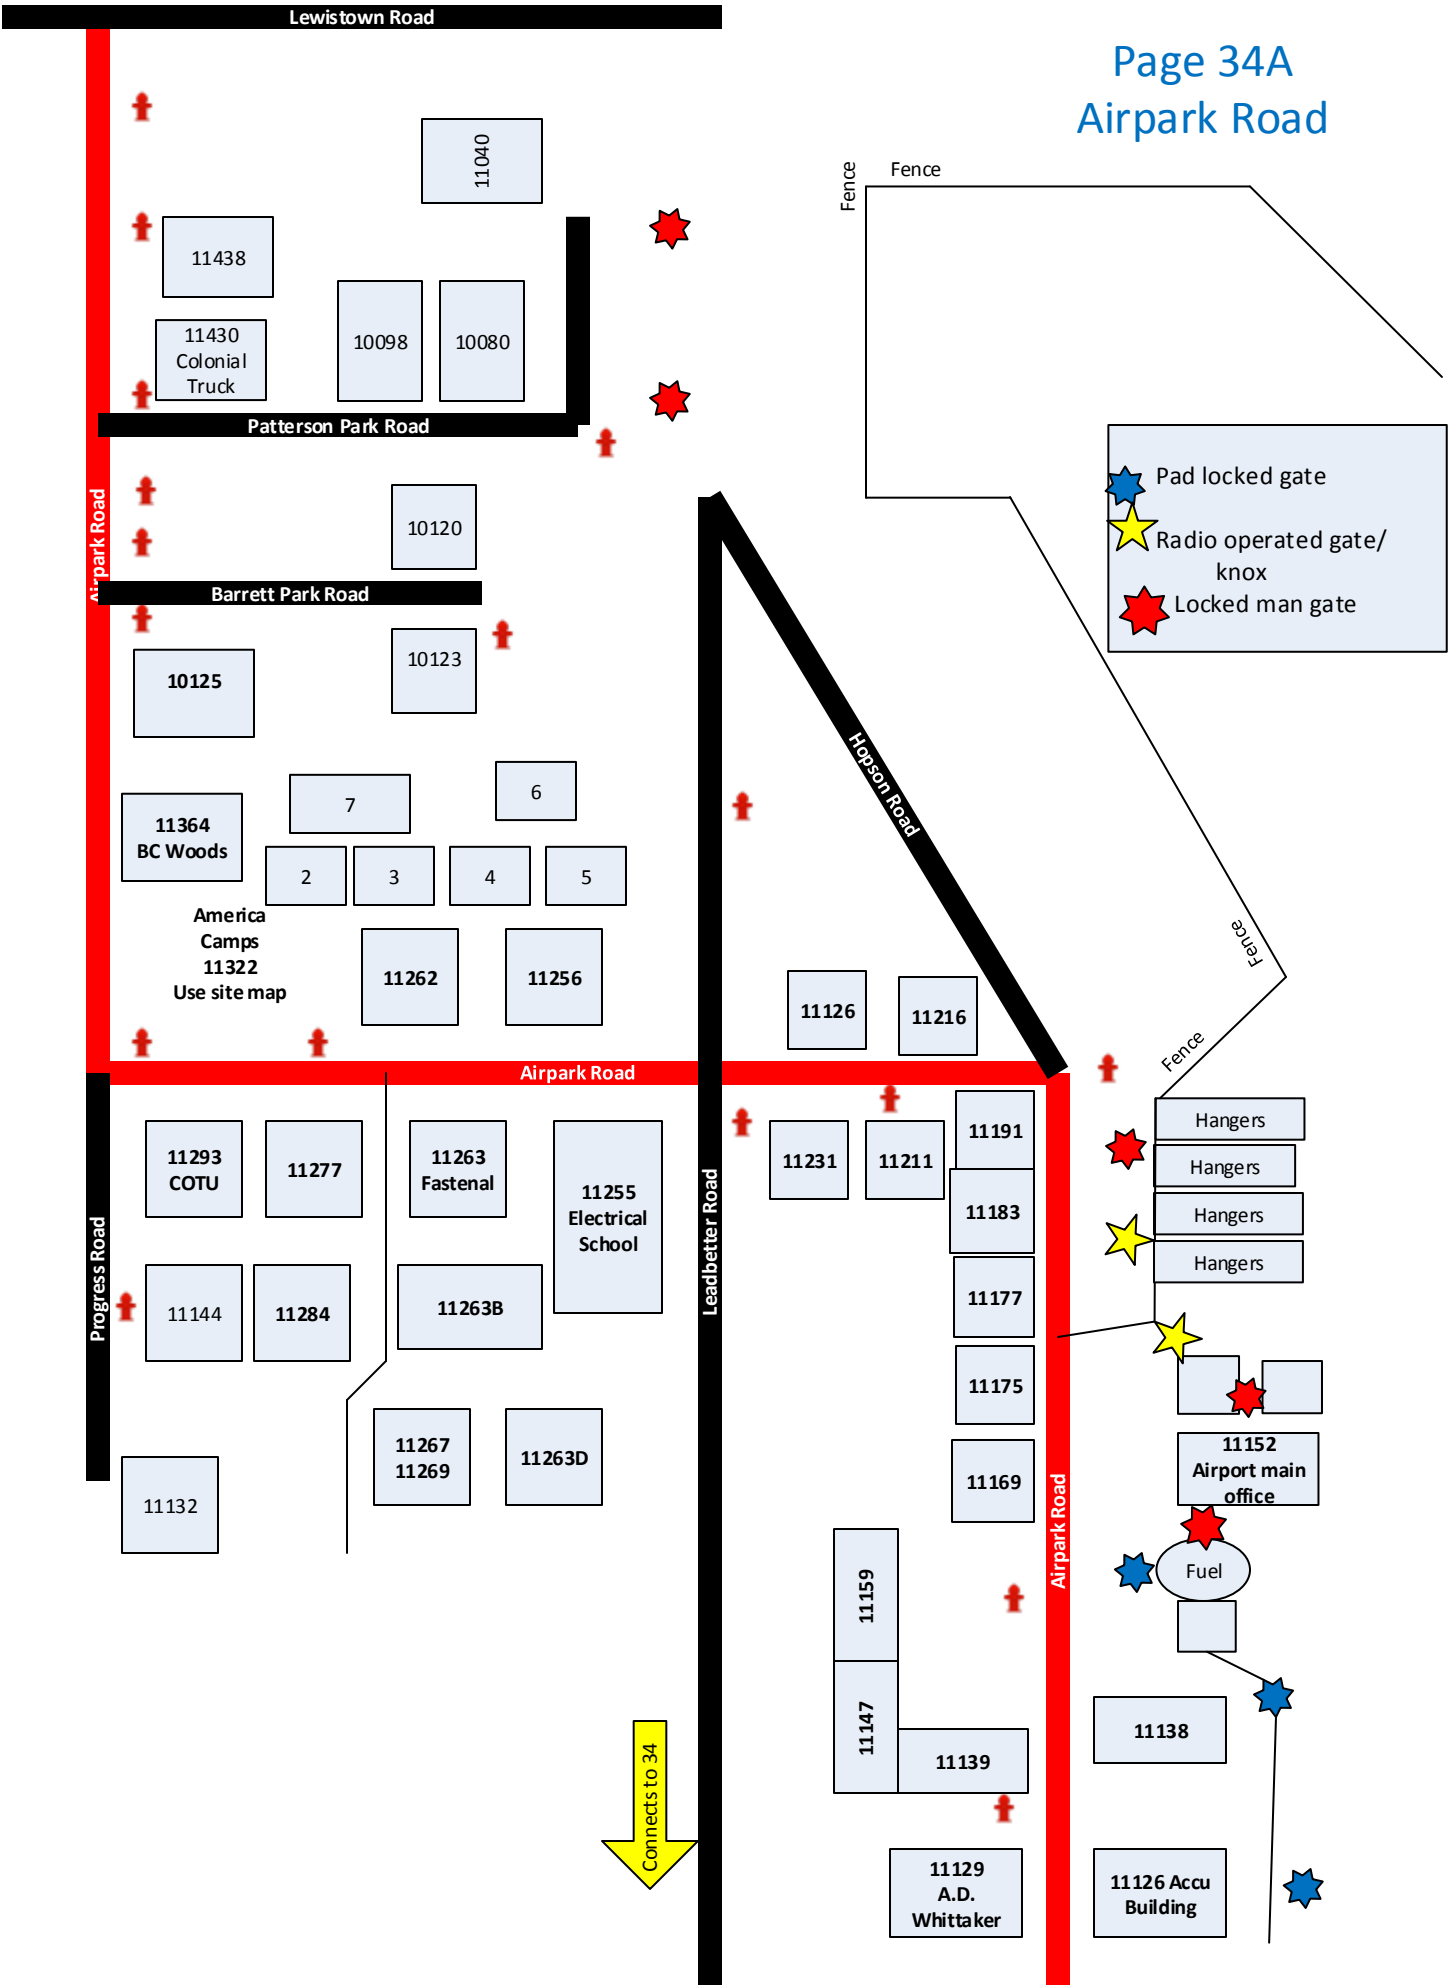 Lewistown Road
Page 34A
Airpark Road
11040
Fence
Fence
11438
11430
Colonial
Truck
10098
10080
Patterson Park Road
Pad locked gate
Radio operated gate/
knox
Locked man gate
Airpark Road
10120
Barrett Park Road
10125
10123
Hopson Road
7
6
11364
BC Woods
2
3
4
5
America
Camps
11322
Use site map
11262
11256
Fence
11126
11216
Fence
Airpark Road
Hangers
Hangers
Hangers
Hangers
11293
COTU
11277
11263
Fastenal
11255
Electrical
School
11231
11211
11191
11183
Progress Road
Leadbetter Road
11144
11284
11263B
11177
11175
11267
11269
11263D
11169
11152
Airport main
office
11132
Airpark Road
Fuel
11159
11147
11139
11138
Connects to 34
11129
A.D.
Whittaker
11126 Accu
Building